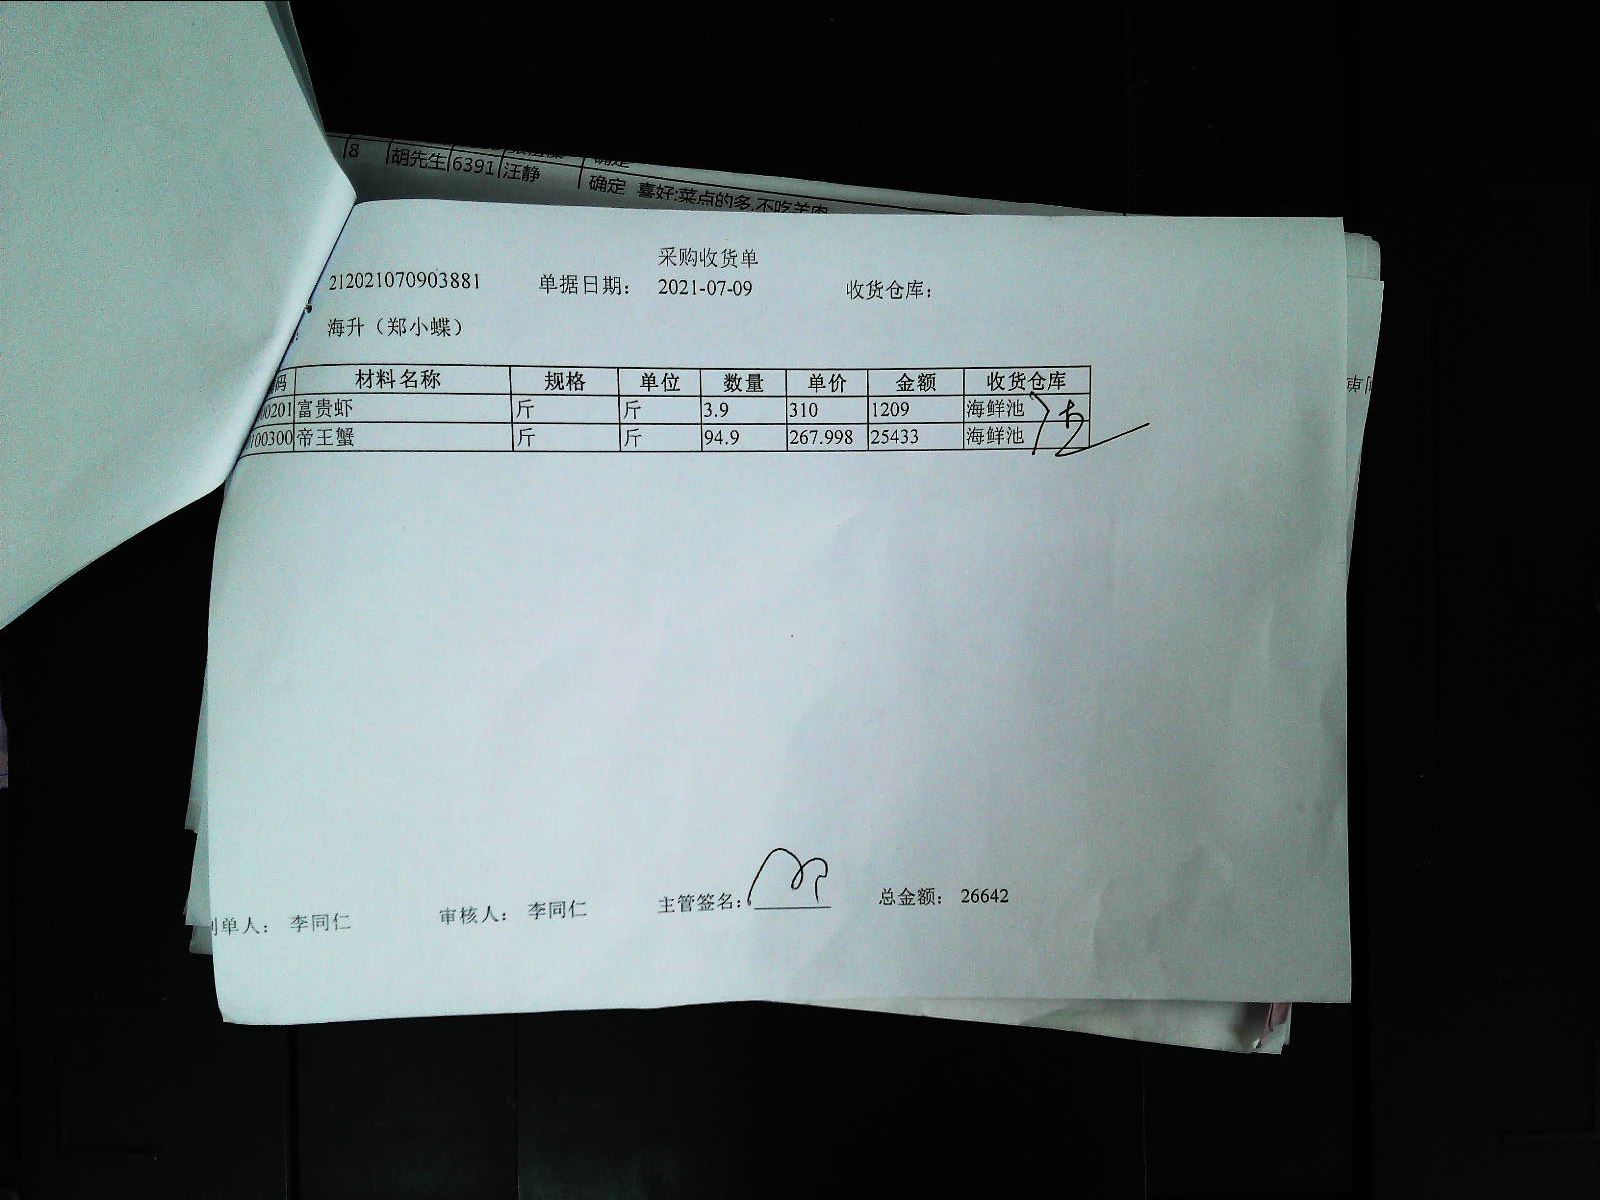 8 胡先生 6391 汪静 确定 喜好:菜点的多,不吃羊肉
采购收货单
212021070903881 单据日期: 2021-07-09 收货仓库:
海升（郑小蝶）
码 材料名称 规格 单位 数量 单价 金额 收货仓库
00201 富贵虾 斤 斤 3.9 310 1209 海鲜池
00300 帝王蟹 斤 斤 94.9 267.998 25433 海鲜池
制单人: 李同仁 审核人: 李同仁 主管签名: 总金额: 26642